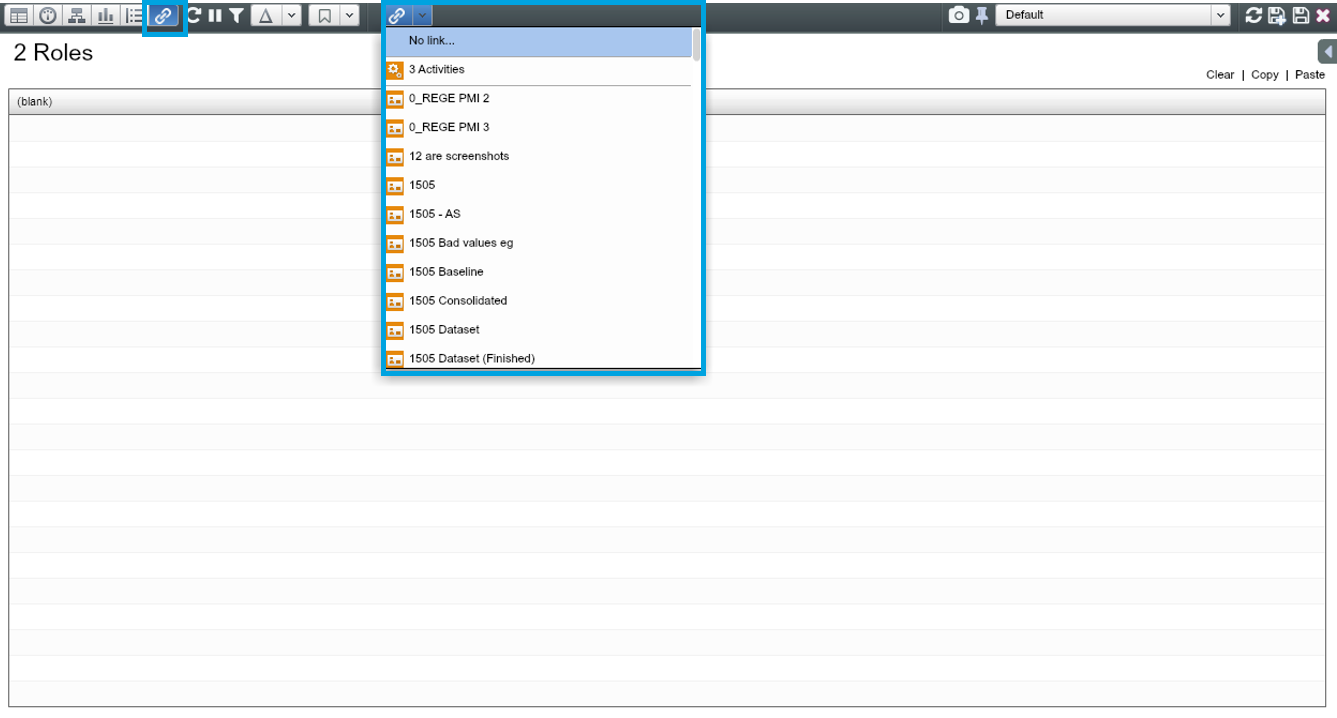 Default
No link...
3 Activities
0_REGE PMI 2
0_REGE PMI 3
12 are screenshots
1505
1505 - AS
1505 Bad values eg
1505 Baseline
1505 Consolidated
1505 Dataset
1505 Dataset (Finished)
2 Roles
Clear | Copy | Paste
(blank)